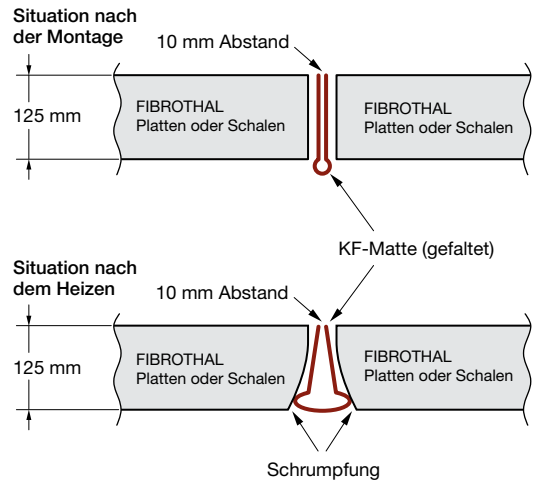 Situation nach
der Montage
10 mm Abstand
125 mm
FIBROTHAL
Platten oder Schalen
FIBROTHAL
Platten oder Schalen
KF-Matte (gefaltet)
Situation nach
dem Heizen
10 mm Abstand
125 mm
FIBROTHAL
Platten oder Schalen
FIBROTHAL
Platten oder Schalen
Schrumpfung